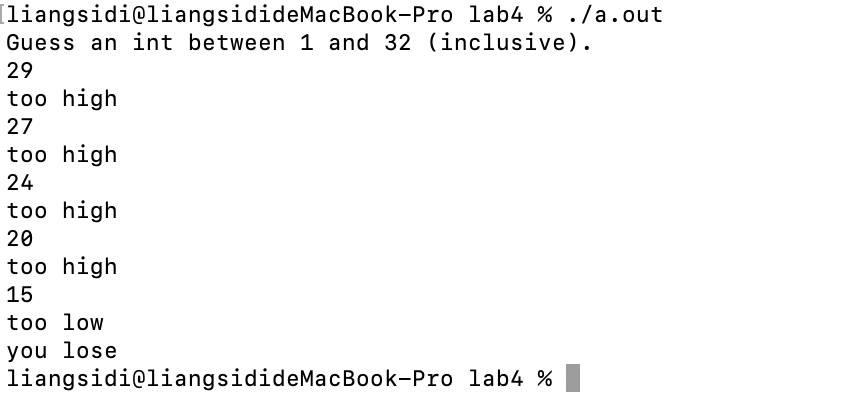 [liangsidi@liangsidideMacBook-Pro lab4 % ./a.out
Guess an int between 1 and 32 (inclusive).
29
too high
27
too high
24
too high
20
too high
15
too low
you lose
liangsidi@liangsidideMacBook-Pro lab4 %